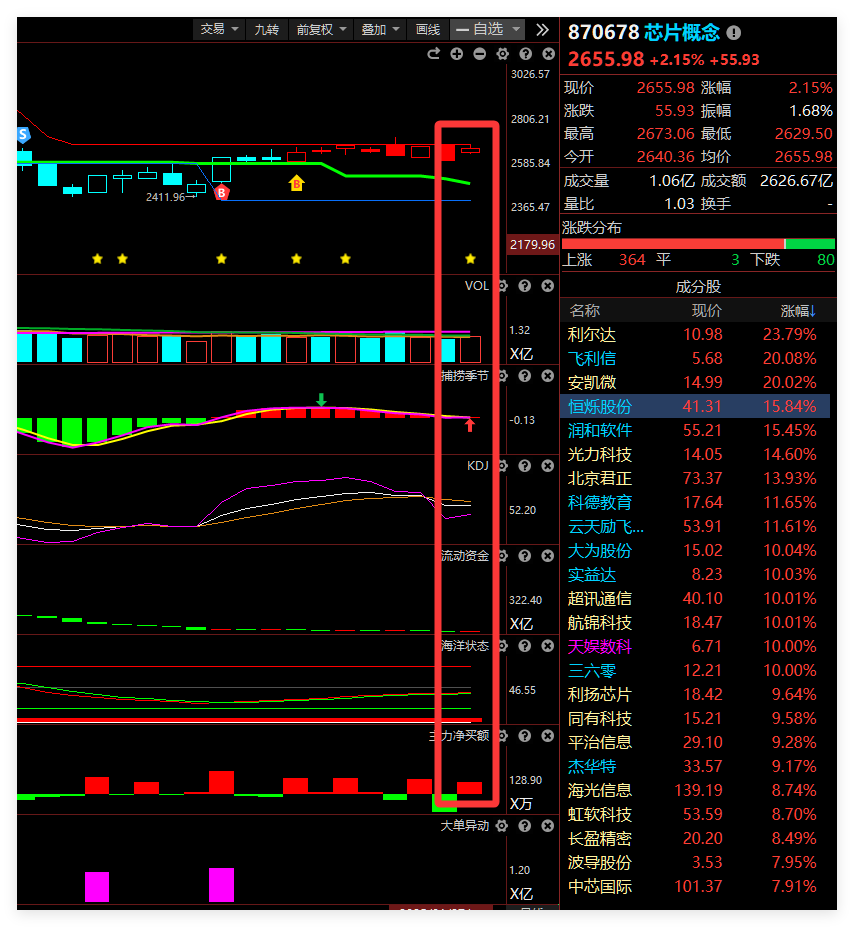 交易 九转 前复权 叠加 画线 一自选
3026.57
2806.21
2585.84
2365.47
2179.96
S
B
B
2411.96→
VOL
1.32
X亿
捕捞季节
-0.13
KDJ
52.20
流动资金
322.40
X亿
海洋状态
46.55
主力净买额
128.90
X万
大单异动
1.20
X亿
870678 芯片概念
2655.98 +2.15% +55.93
现价 2655.98 涨幅 2.15%
涨跌 55.93 振幅 1.68%
最高 2673.06 最低 2629.50
今开 2640.36 均价 2655.98
成交量 1.06亿 成交额 2626.67亿
量比 1.03 换手 -
涨跌分布
上涨 364 平 3 下跌 80
成分股
名称 现价 涨幅↓
利尔达 10.98 23.79%
飞利信 5.68 20.08%
安凯微 14.99 20.02%
恒烁股份 41.31 15.84%
润和软件 55.21 15.45%
光力科技 14.05 14.60%
北京君正 73.37 13.93%
科德教育 17.64 11.65%
云天励飞... 53.91 11.61%
大为股份 15.02 10.04%
实益达 8.23 10.03%
超讯通信 40.10 10.01%
航锦科技 18.47 10.01%
天娱数科 6.71 10.00%
三六零 12.21 10.00%
利扬芯片 18.42 9.64%
同有科技 15.21 9.58%
平治信息 29.10 9.28%
杰华特 33.57 9.17%
海光信息 139.19 8.74%
虹软科技 53.59 8.70%
长盈精密 20.20 8.49%
波导股份 3.53 7.95%
中芯国际 101.37 7.91%